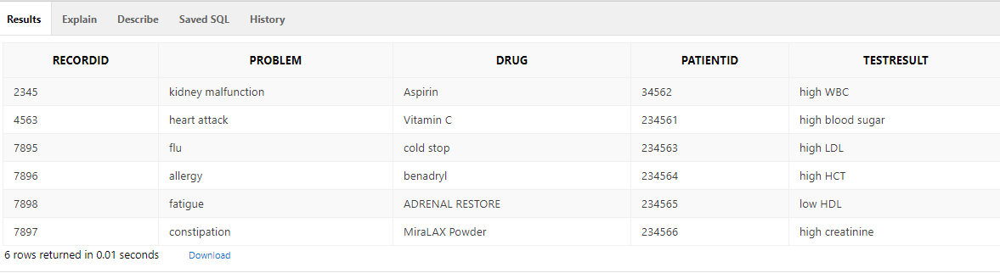 Results Explain Describe Saved SQL History
RECORDID PROBLEM DRUG PATIENTID TESTRESULT
2345 kidney malfunction Aspirin 34562 high WBC
4563 heart attack Vitamin C 234561 high blood sugar
7895 flu cold stop 234563 high LDL
7896 allergy benadryl 234564 high HCT
7898 fatigue ADRENAL RESTORE 234565 low HDL
7897 constipation MiraLAX Powder 234566 high creatinine
6 rows returned in 0.01 seconds Download